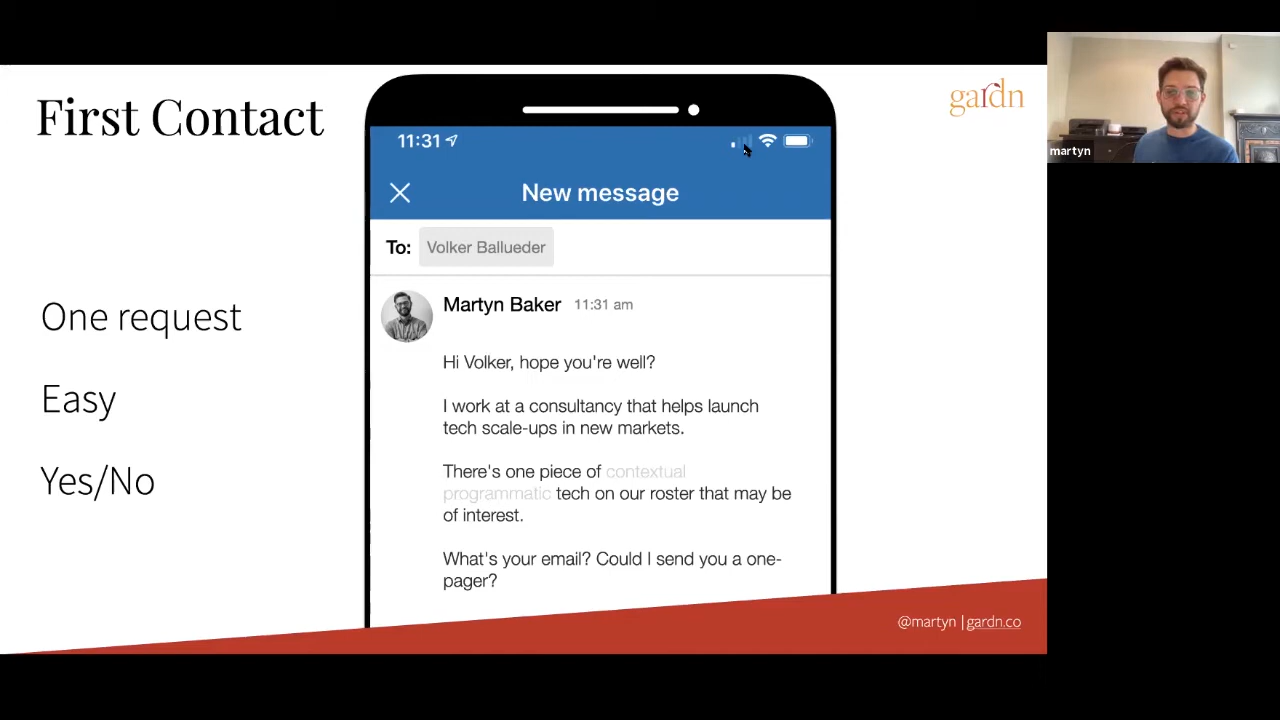 First Contact
One request
Easy
Yes/No
11:31
New message
To: Volker Ballueder
Martyn Baker 11:31 am
Hi Volker, hope you're well?
I work at a consultancy that helps launch
tech scale-ups in new markets.
There's one piece of contextual
programmatic tech on our roster that may be
of interest.
What's your email? Could I send you a one-
pager?
gardn
@martyn | gardn.co
martyn